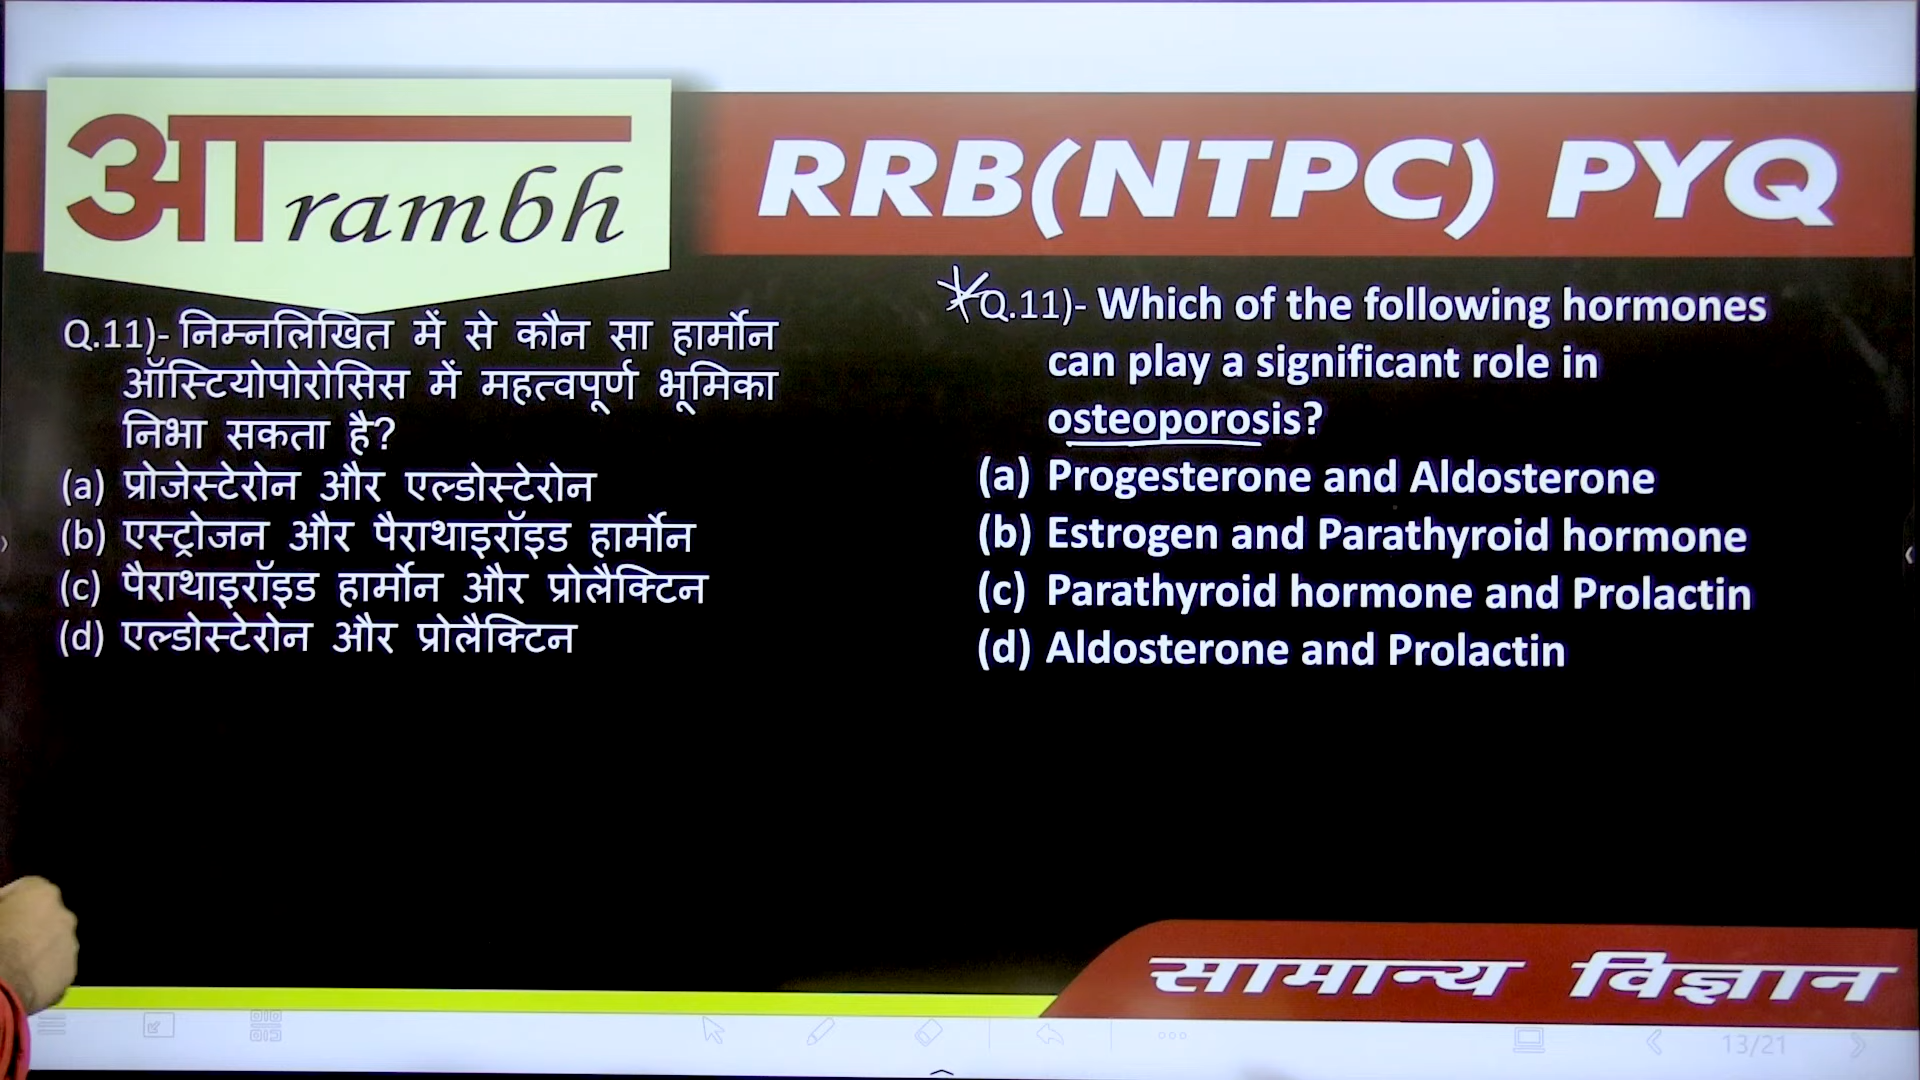 आrambh
RRB(NTPC) PYQ
Q.11)- निम्नलिखित में से कौन सा हार्मोन
ऑस्टियोपोरोसिस में महत्वपूर्ण भूमिका
निभा सकता है?
(a) प्रोजेस्टेरोन और एल्डोस्टेरोन
(b) एस्ट्रोजन और पैराथाइरॉइड हार्मोन
(c) पैराथाइरॉइड हार्मोन और प्रोलैक्टिन
(d) एल्डोस्टेरोन और प्रोलैक्टिन
Q.11)- Which of the following hormones
can play a significant role in
osteoporosis?
(a) Progesterone and Aldosterone
(b) Estrogen and Parathyroid hormone
(c) Parathyroid hormone and Prolactin
(d) Aldosterone and Prolactin
सामान्य विज्ञान
13/21